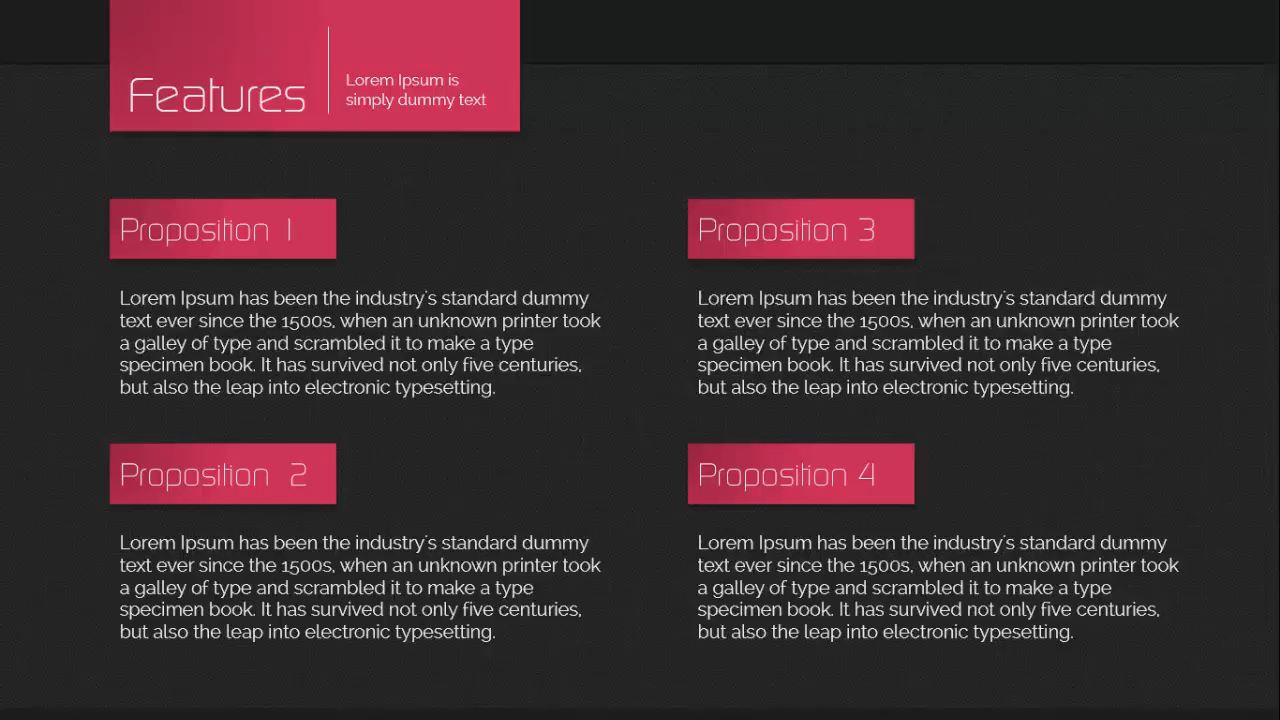 Features
Lorem Ipsum is
simply dummy text
Proposition 1
Lorem Ipsum has been the industry's standard dummy
text ever since the 1500s, when an unknown printer took
a galley of type and scrambled it to make a type
specimen book. It has survived not only five centuries,
but also the leap into electronic typesetting.
Proposition 2
Lorem Ipsum has been the industry's standard dummy
text ever since the 1500s, when an unknown printer took
a galley of type and scrambled it to make a type
specimen book. It has survived not only five centuries,
but also the leap into electronic typesetting.
Proposition 3
Lorem Ipsum has been the industry's standard dummy
text ever since the 1500s, when an unknown printer took
a galley of type and scrambled it to make a type
specimen book. It has survived not only five centuries,
but also the leap into electronic typesetting.
Proposition 4
Lorem Ipsum has been the industry's standard dummy
text ever since the 1500s, when an unknown printer took
a galley of type and scrambled it to make a type
specimen book. It has survived not only five centuries,
but also the leap into electronic typesetting.